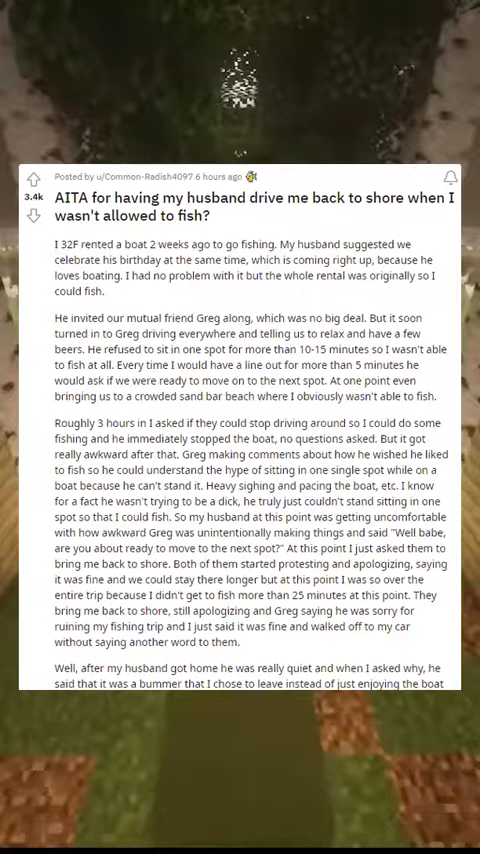 Posted by u/Common-Radish4097 6 hours ago
3.4k
AITA for having my husband drive me back to shore when I
wasn't allowed to fish?
I 32F rented a boat 2 weeks ago to go fishing. My husband suggested we
celebrate his birthday at the same time, which is coming right up, because he
loves boating. I had no problem with it but the whole rental was originally so I
could fish.
He invited our mutual friend Greg along, which was no big deal. But it soon
turned in to Greg driving everywhere and telling us to relax and have a few
beers. He refused to sit in one spot for more than 10-15 minutes so I wasn't able
to fish at all. Every time I would have a line out for more than 5 minutes he
would ask if we were ready to move on to the next spot. At one point even
bringing us to a crowded sand bar beach where I obviously wasn't able to fish.
Roughly 3 hours in I asked if they could stop driving around so I could do some
fishing and he immediately stopped the boat, no questions asked. But it got
really awkward after that. Greg making comments about how he wished he liked
to fish so he could understand the hype of sitting in one single spot while on a
boat because he can't stand it. Heavy sighing and pacing the boat, etc. I know
for a fact he wasn't trying to be a dick, he truly just couldn't stand sitting in one
spot so that I could fish. So my husband at this point was getting uncomfortable
with how awkward Greg was unintentionally making things and said "Well babe,
are you about ready to move to the next spot?" At this point I just asked them to
bring me back to shore. Both of them started protesting and apologizing, saying
it was fine and we could stay there longer but at this point I was so over the
entire trip because I didn't get to fish more than 25 minutes at this point. They
bring me back to shore, still apologizing and Greg saying he was sorry for
ruining my fishing trip and I just said it was fine and walked off to my car
without saying another word to them.
Well, after my husband got home he was really quiet and when I asked why, he
said that it was a bummer that I chose to leave instead of just enjoying the boat